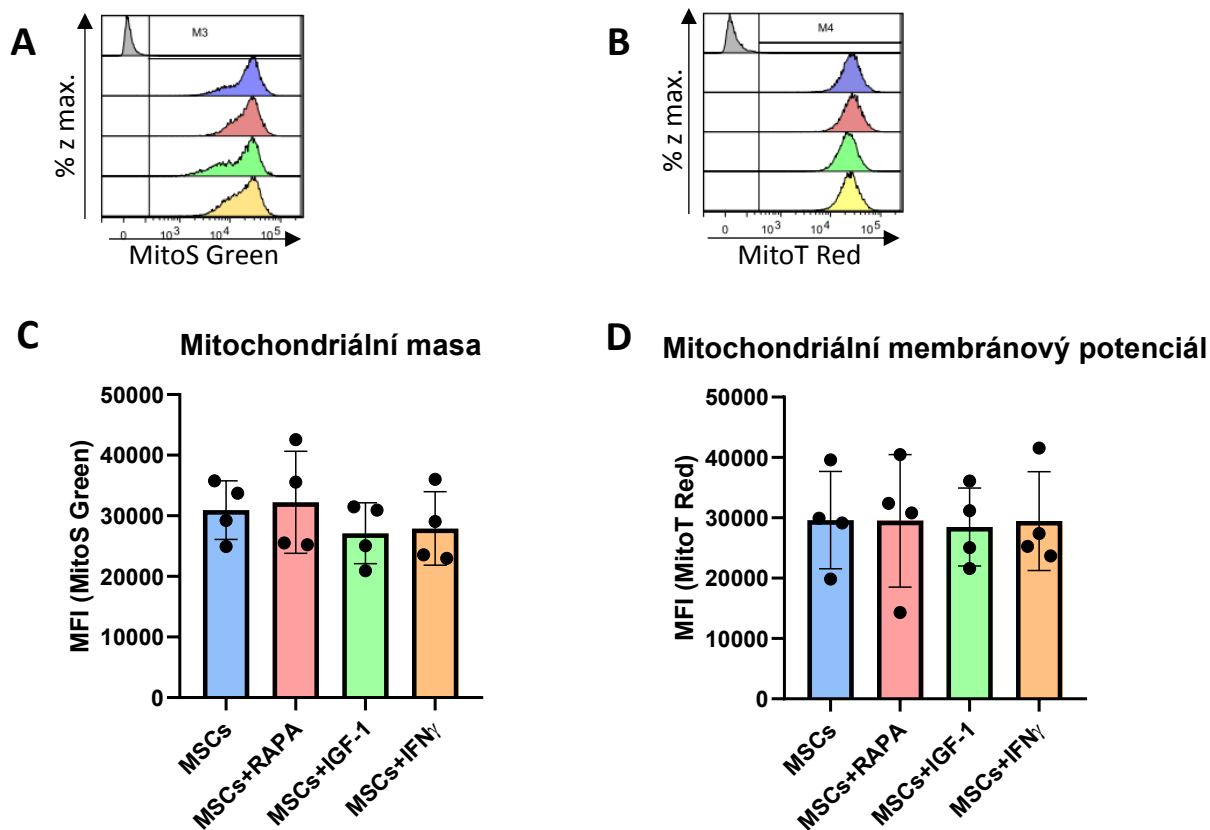 A
M3
% z max.
0 10³ 10⁴ 10⁵
MitoS Green
B
M4
% z max.
0 10³ 10⁴ 10⁵
MitoT Red
C
Mitochondriální masa
MFI (MitoS Green)
50000
40000
30000
20000
10000
0
MSCs
MSCs+RAPA
MSCs+IGF-1
MSCs+IFNγ
D
Mitochondriální membránový potenciál
MFI (MitoT Red)
50000
40000
30000
20000
10000
0
MSCs
MSCs+RAPA
MSCs+IGF-1
MSCs+IFNγ